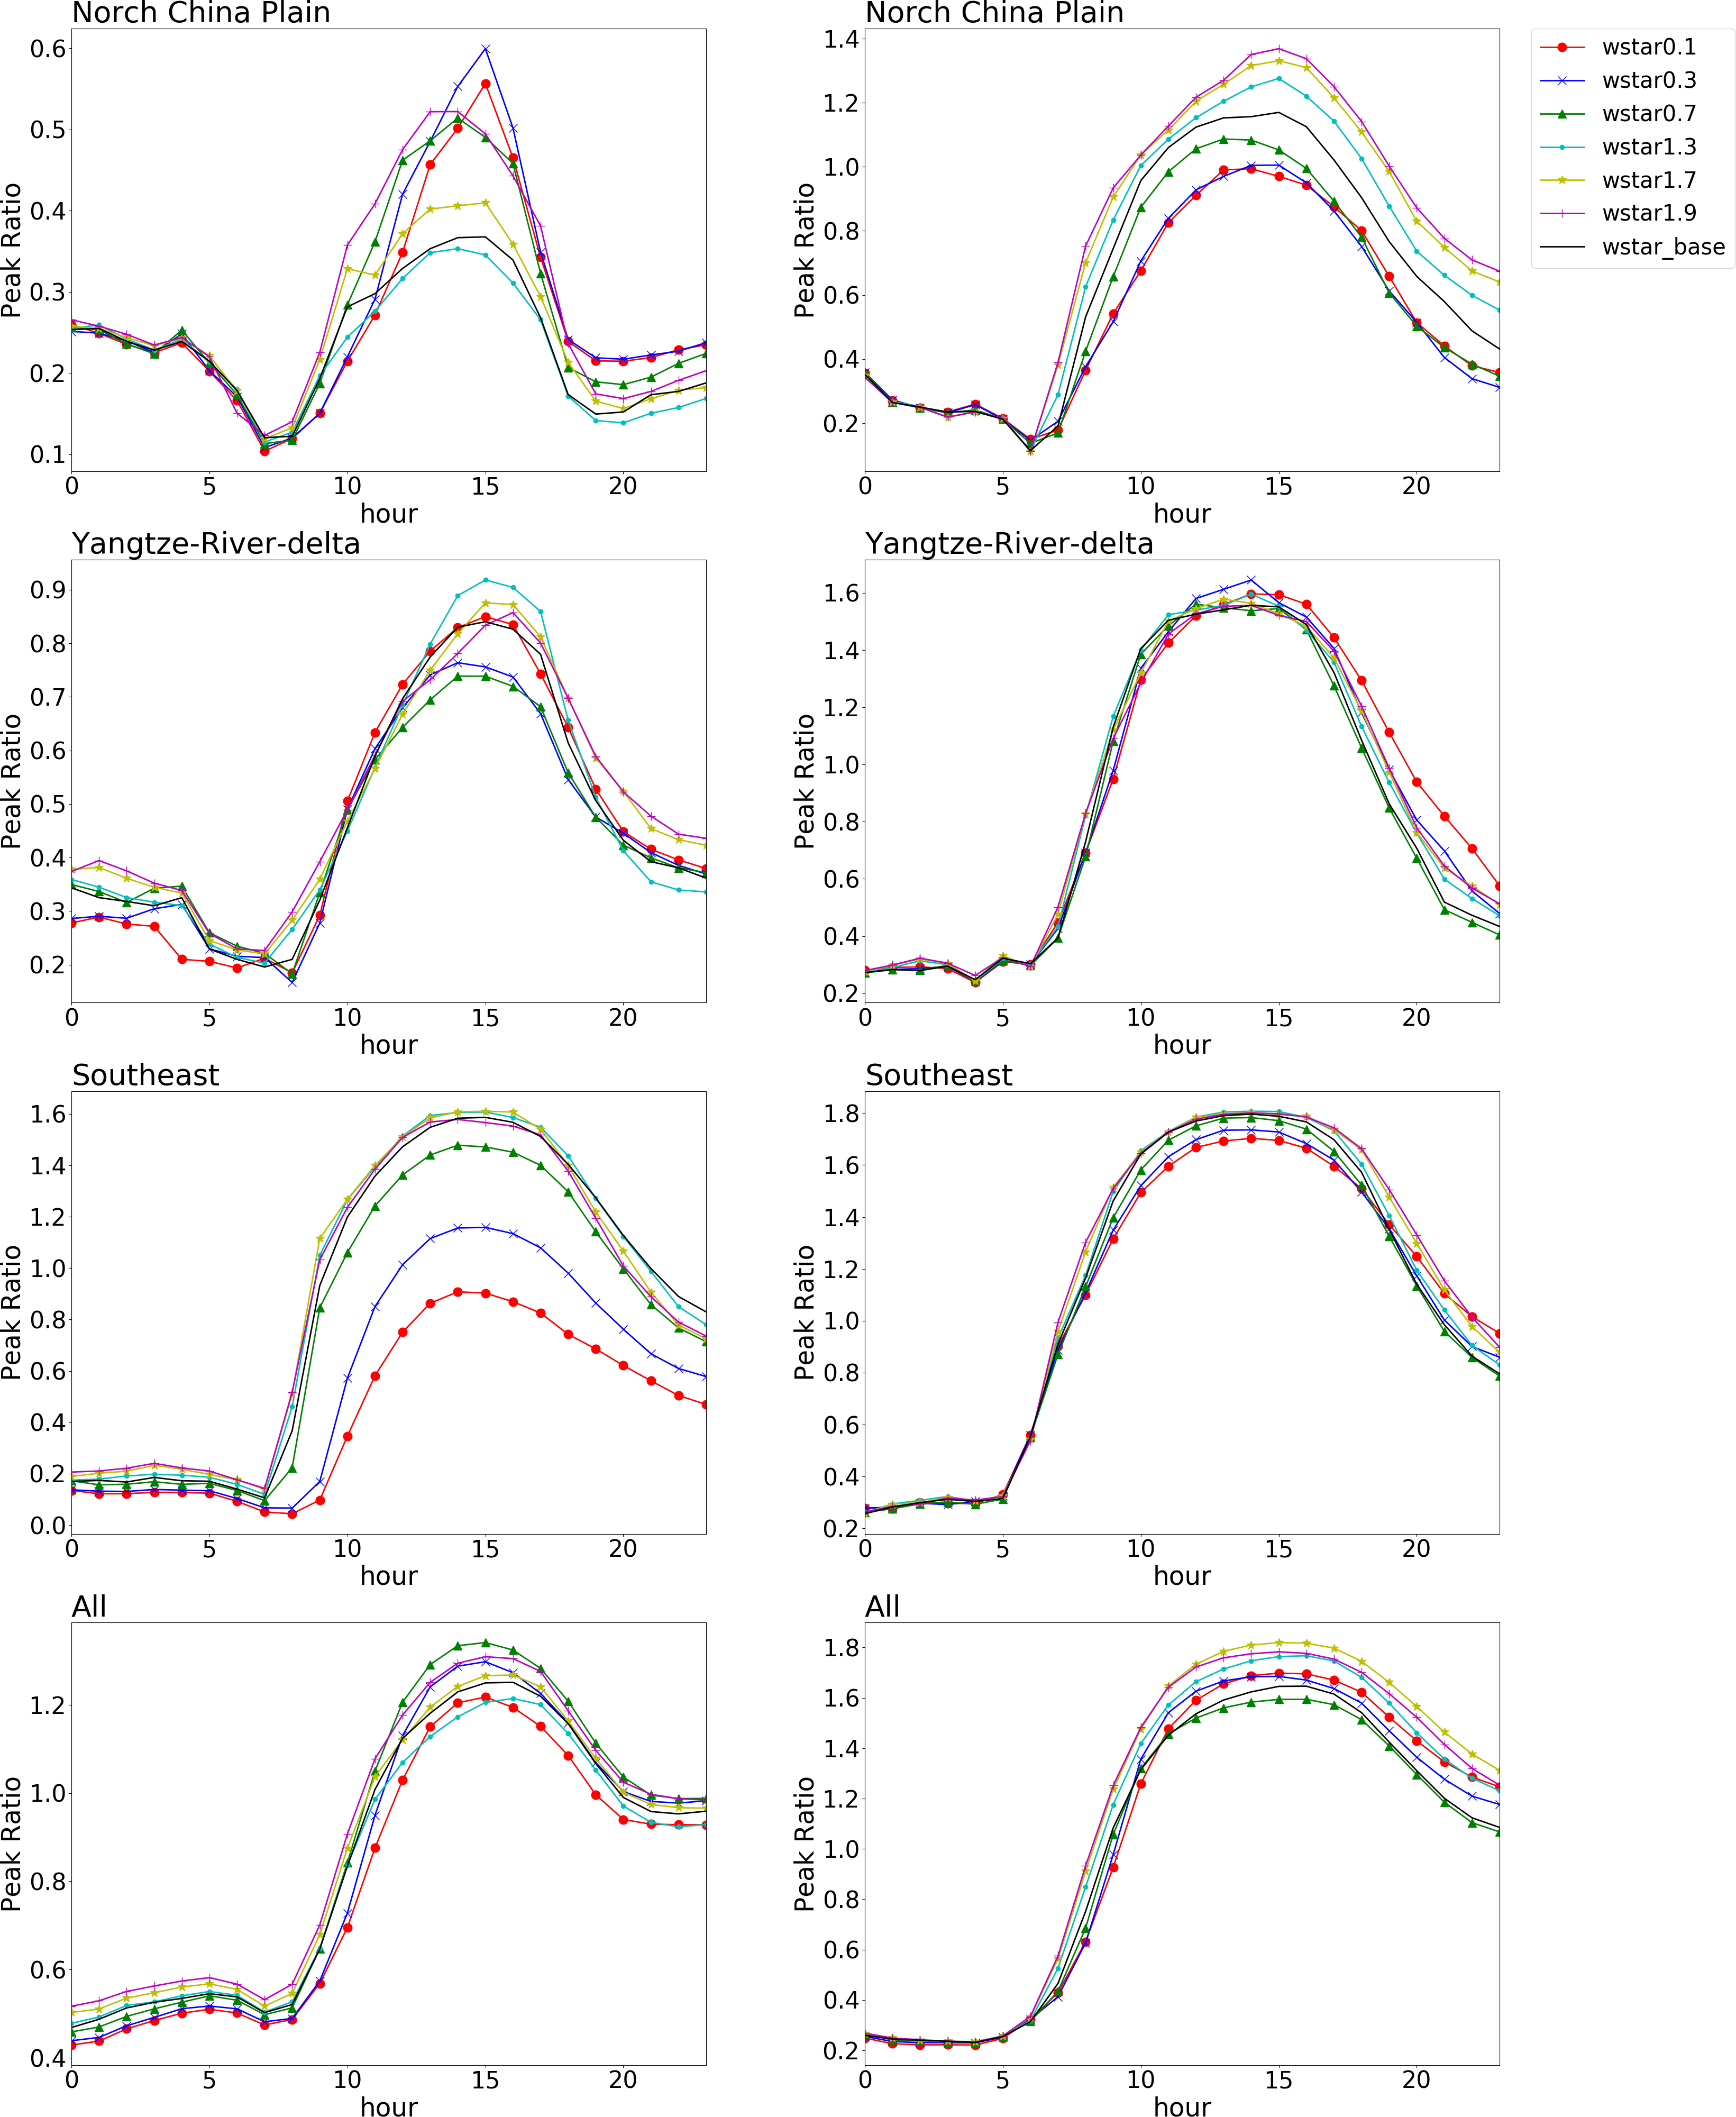 Norch China Plain
Peak Ratio
0.6
0.5
0.4
0.3
0.2
0.1
0 5 10 15 20
hour
Norch China Plain
Peak Ratio
1.4
1.2
1.0
0.8
0.6
0.4
0.2
0 5 10 15 20
hour
wstar0.1
wstar0.3
wstar0.7
wstar1.3
wstar1.7
wstar1.9
wstar_base
Yangtze-River-delta
Peak Ratio
0.9
0.8
0.7
0.6
0.5
0.4
0.3
0.2
0 5 10 15 20
hour
Yangtze-River-delta
Peak Ratio
1.6
1.4
1.2
1.0
0.8
0.6
0.4
0.2
0 5 10 15 20
hour
Southeast
Peak Ratio
1.6
1.4
1.2
1.0
0.8
0.6
0.4
0.2
0.0
0 5 10 15 20
hour
Southeast
Peak Ratio
1.8
1.6
1.4
1.2
1.0
0.8
0.6
0.4
0.2
0 5 10 15 20
hour
All
Peak Ratio
1.2
1.0
0.8
0.6
0.4
0 5 10 15 20
hour
All
Peak Ratio
1.8
1.6
1.4
1.2
1.0
0.8
0.6
0.4
0.2
0 5 10 15 20
hour